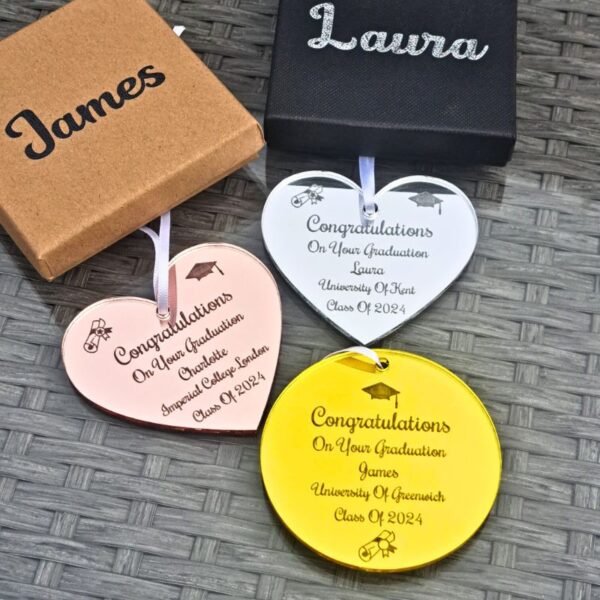 James
Laura
Congratulations
On Your Graduation
Laura
University Of Kent
Class Of 2024
Congratulations
On Your Graduation
Charlotte
Imperial College London
Class Of 2024
Congratulations
On Your Graduation
James
University Of Greenwich
Class Of 2024